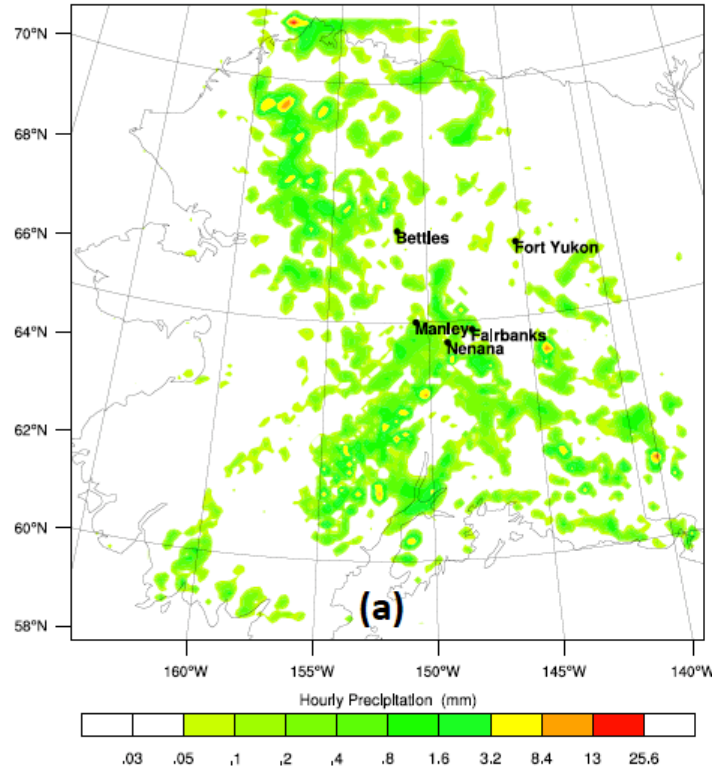 70°N
68°N
66°N
64°N
62°N
60°N
58°N
Bettles
Fort Yukon
Manley
Fairbanks
Nenana
(a)
160°W 155°W 150°W 145°W 140°W
Hourly Precipitation (mm)
.03 .05 .1 .2 .4 .8 1.6 3.2 8.4 13 25.6